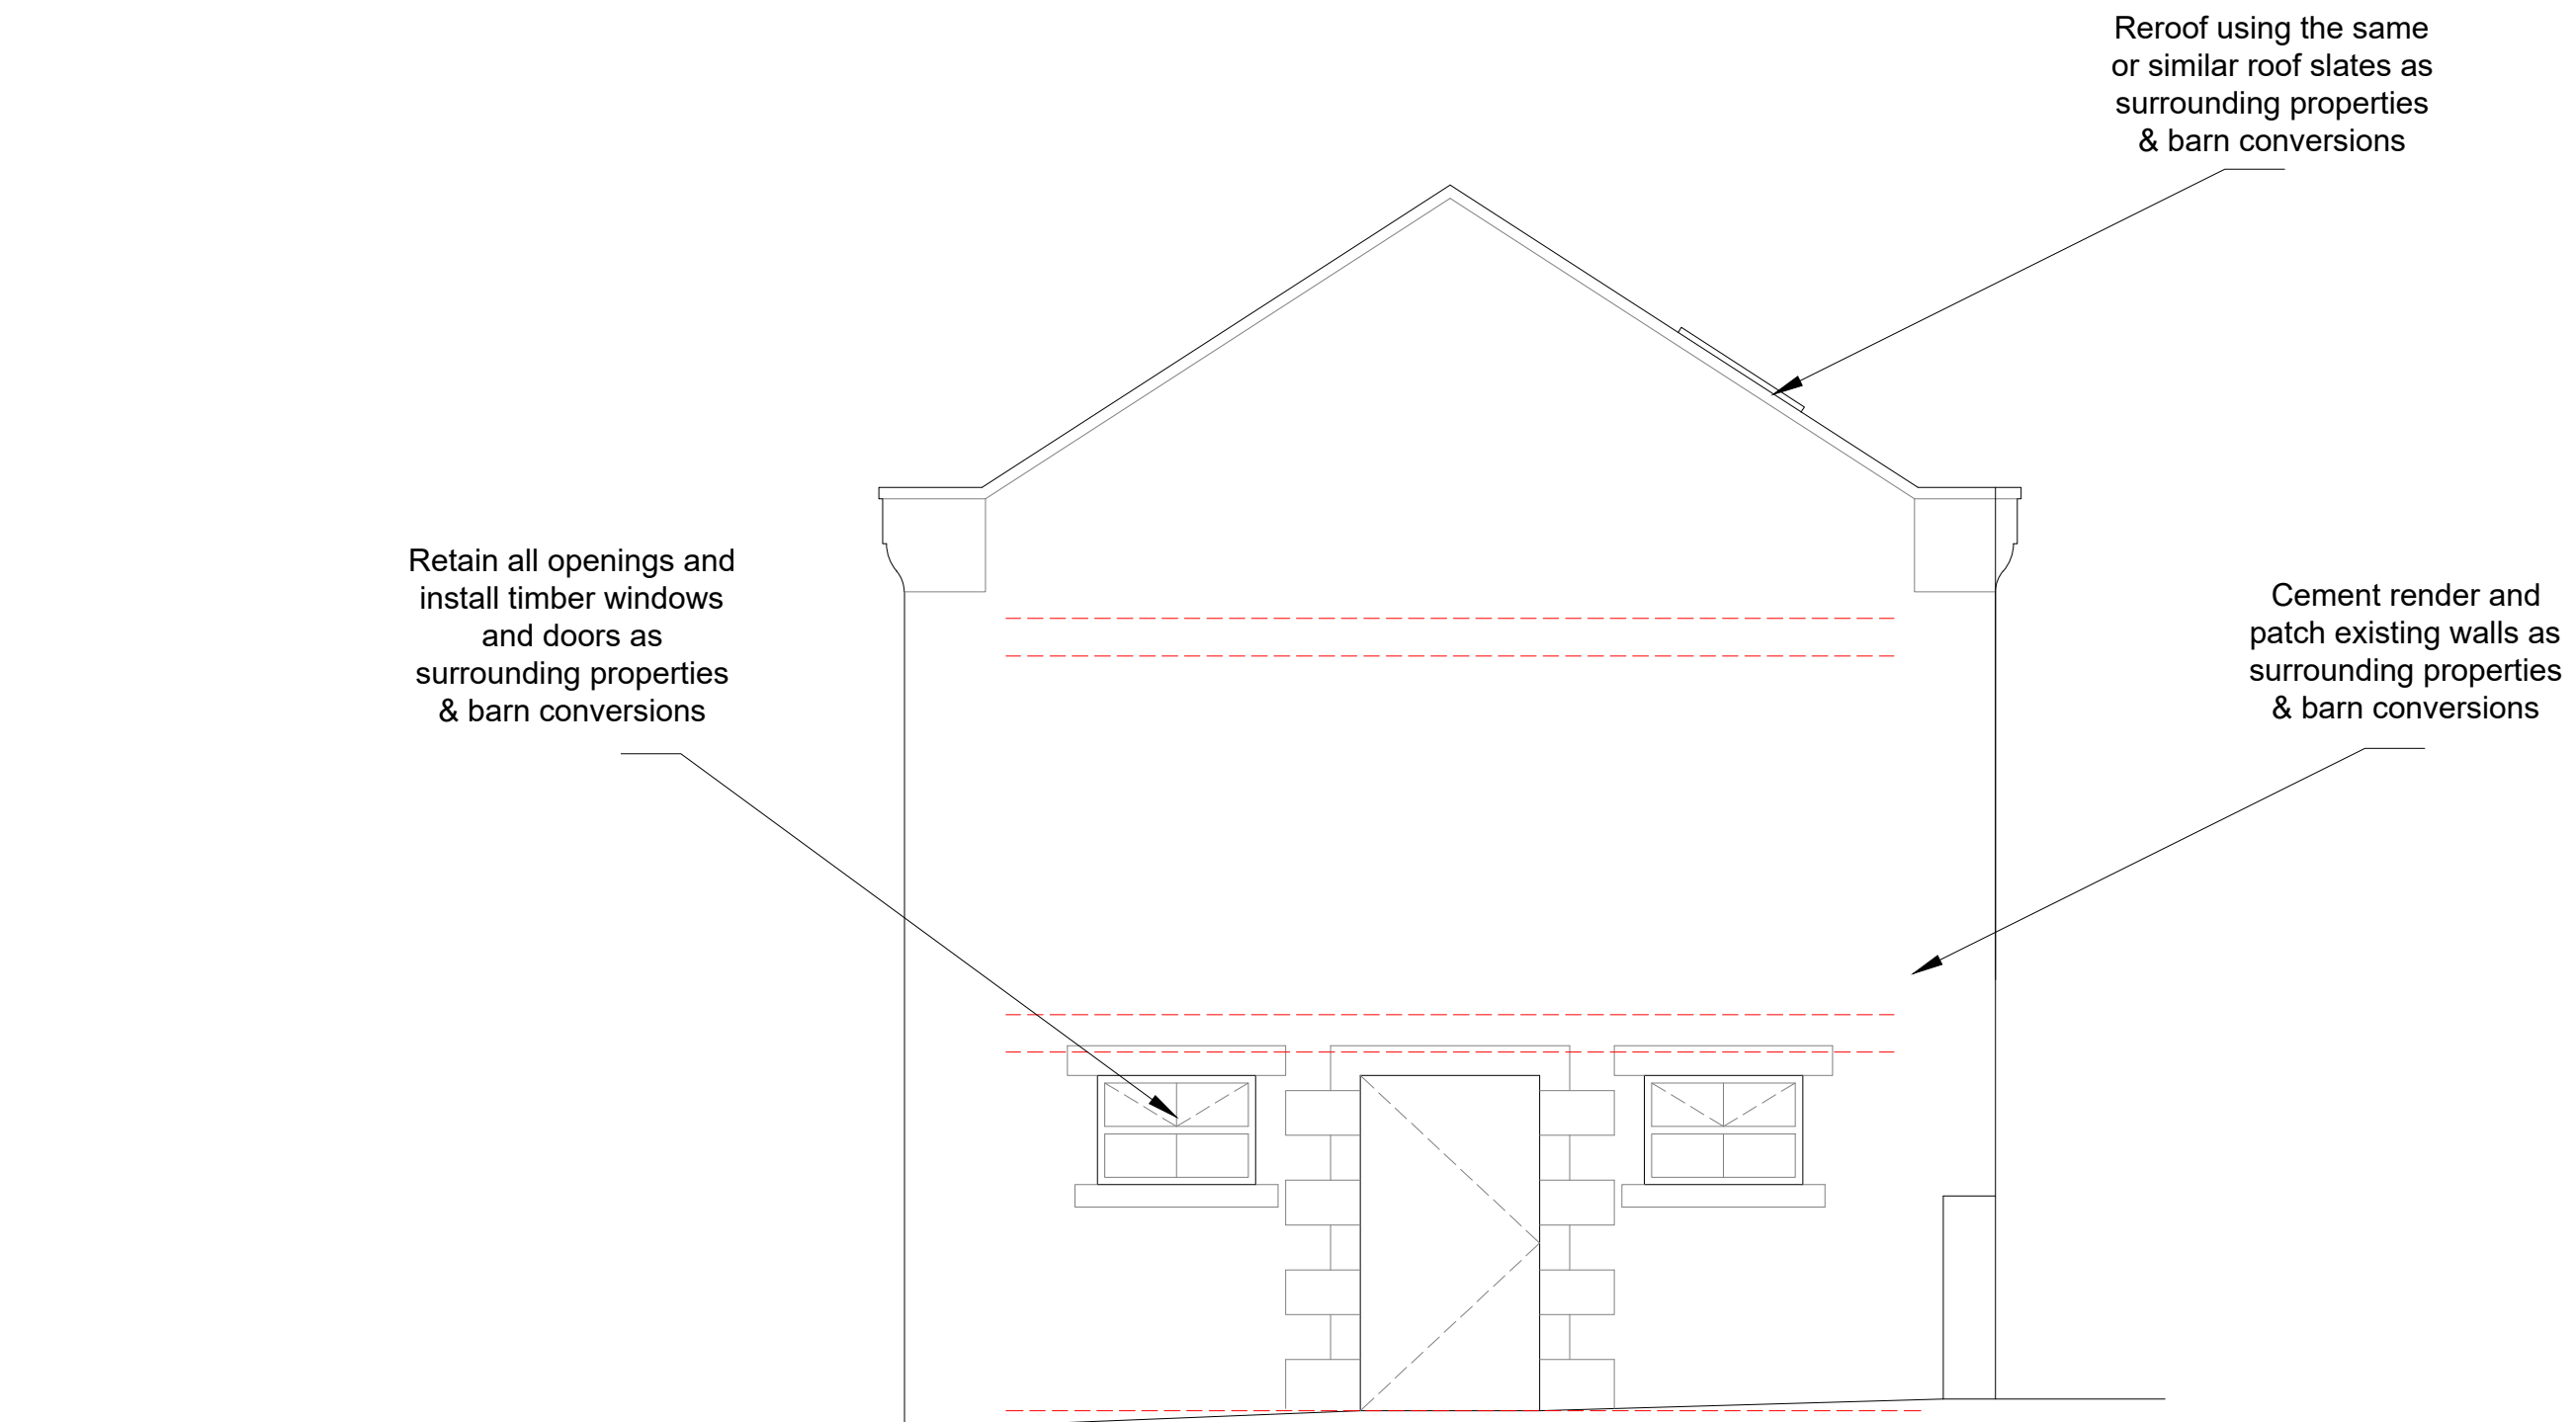 Reroof using the same
or similar roof slates as
surrounding properties
& barn conversions
Retain all openings and
install timber windows
and doors as
surrounding properties
& barn conversions
Cement render and
patch existing walls as
surrounding properties
& barn conversions